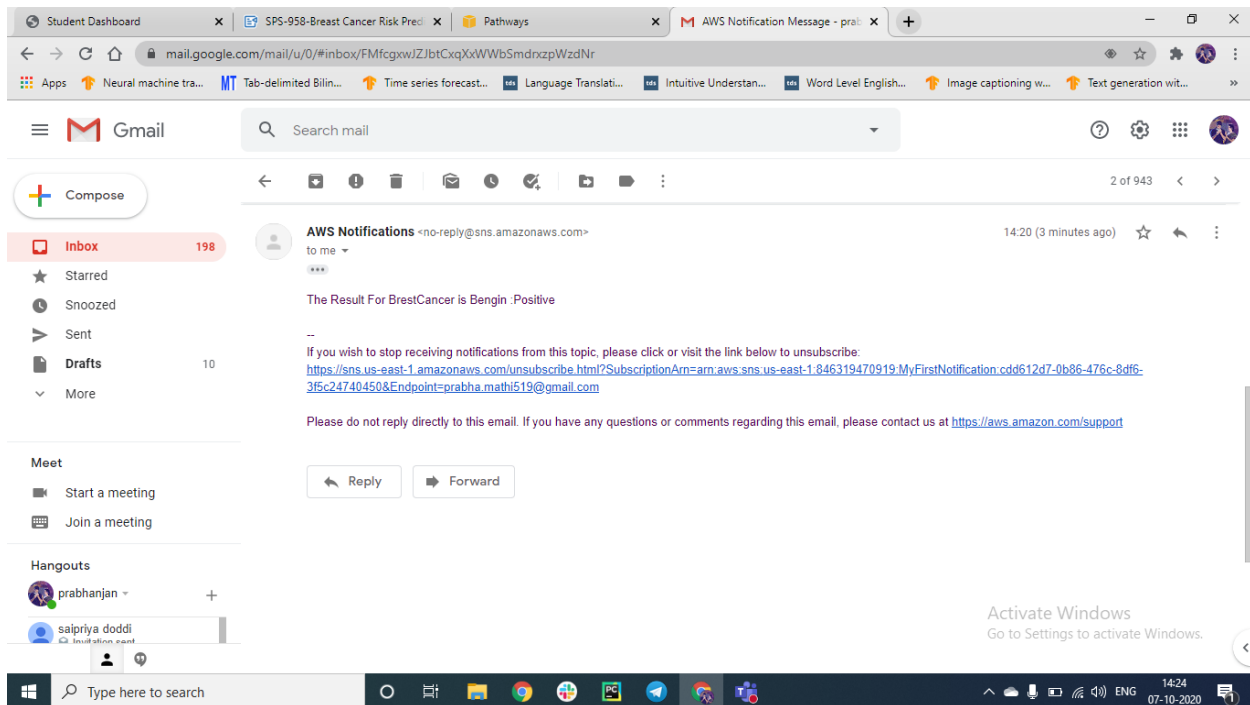 Student Dashboard
SPS-958-Breast Cancer Risk Predi
Pathways
AWS Notification Message - prab
mail.google.com/mail/u/0/#inbox/FMfcgxwJZJbtCxqXxWWbSmdrxzpWzdNr
Apps
Neural machine tra...
Tab-delimited Bilin...
Time series forecast...
Language Translati...
Intuitive Understan...
Word Level English...
Image captioning w...
Text generation wit...
Gmail
Search mail
Compose
2 of 943
Inbox 198
Starred
Snoozed
Sent
Drafts 10
More
AWS Notifications <no-reply@sns.amazonaws.com>
14:20 (3 minutes ago)
to me
The Result For BrestCancer is Bengin :Positive
--
If you wish to stop receiving notifications from this topic, please click or visit the link below to unsubscribe:
https://sns.us-east-1.amazonaws.com/unsubscribe.html?SubscriptionArn=arn:aws:sns:us-east-1:846319470919:MyFirstNotification:cdd612d7-0b86-476c-8df6-
3f5c24740450&Endpoint=prabha.mathi519@gmail.com
Please do not reply directly to this email. If you have any questions or comments regarding this email, please contact us at https://aws.amazon.com/support
Reply
Forward
Meet
Start a meeting
Join a meeting
Hangouts
prabhanjan
saipriya doddi
Invitation sent
Activate Windows
Go to Settings to activate Windows.
Type here to search
ENG
14:24
07-10-2020